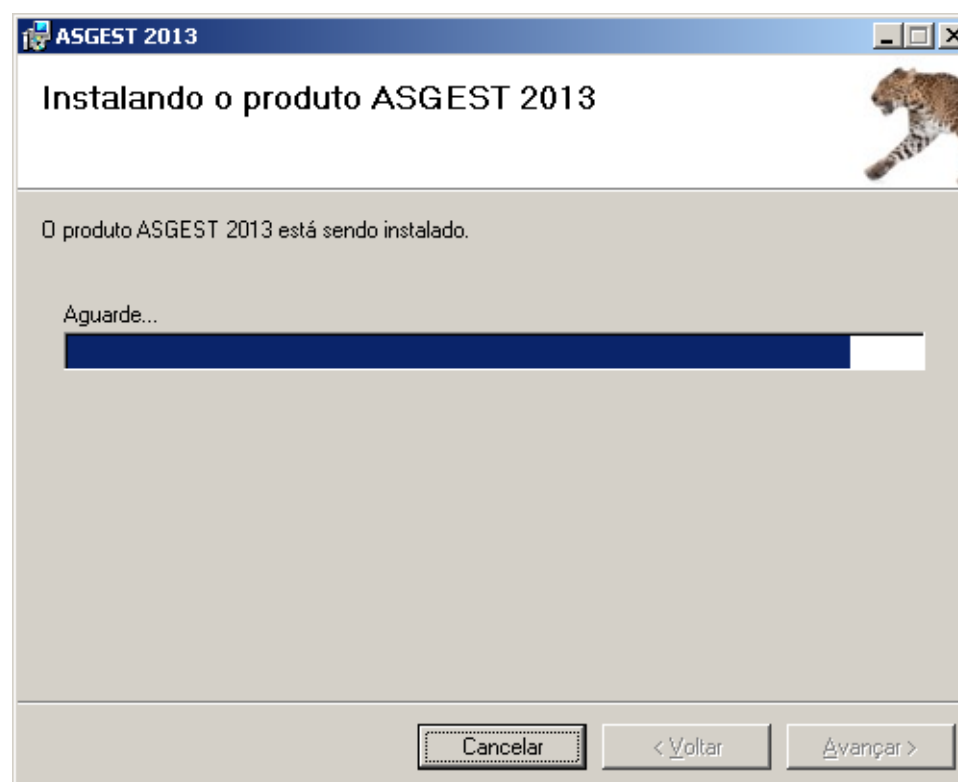 ASGEST 2013
Instalando o produto ASGEST 2013
O produto ASGEST 2013 está sendo instalado.
Aguarde...
Cancelar
< Voltar
Avançar >